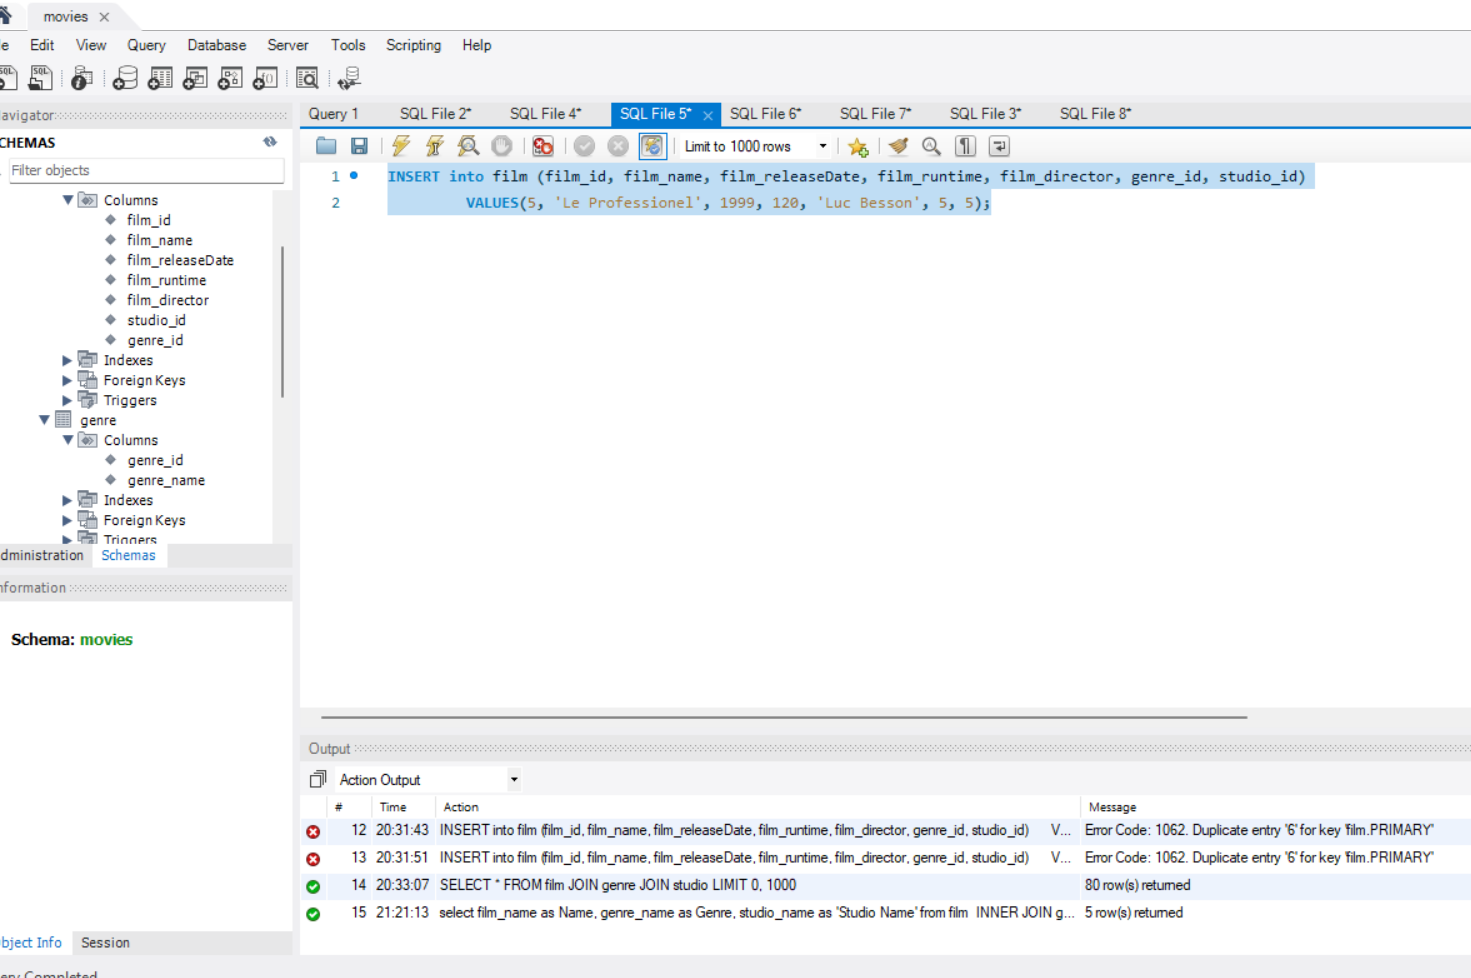 movies
Edit View Query Database Server Tools Scripting Help
SQL SQL
Navigator
SCHEMAS
Filter objects
Columns
film_id
film_name
film_releaseDate
film_runtime
film_director
studio_id
genre_id
Indexes
Foreign Keys
Triggers
genre
Columns
genre_id
genre_name
Indexes
Foreign Keys
Triggers
dministration Schemas
nformation
Schema: movies
bject Info Session
ery Completed
Query 1 SQL File 2* SQL File 4* SQL File 5* SQL File 6* SQL File 7* SQL File 3* SQL File 8*
Limit to 1000 rows
1 INSERT into film (film_id, film_name, film_releaseDate, film_runtime, film_director, genre_id, studio_id)
2 VALUES(5, 'Le Professionel', 1999, 120, 'Luc Besson', 5, 5);
Output
Action Output
# Time Action Message
12 20:31:43 INSERT into film (film_id, film_name, film_releaseDate, film_runtime, film_director, genre_id, studio_id) V... Error Code: 1062. Duplicate entry '6' for key 'film.PRIMARY'
13 20:31:51 INSERT into film (film_id, film_name, film_releaseDate, film_runtime, film_director, genre_id, studio_id) V... Error Code: 1062. Duplicate entry '6' for key 'film.PRIMARY'
14 20:33:07 SELECT * FROM film JOIN genre JOIN studio LIMIT 0, 1000 80 row(s) returned
15 21:21:13 select film_name as Name, genre_name as Genre, studio_name as 'Studio Name' from film INNER JOIN g... 5 row(s) returned